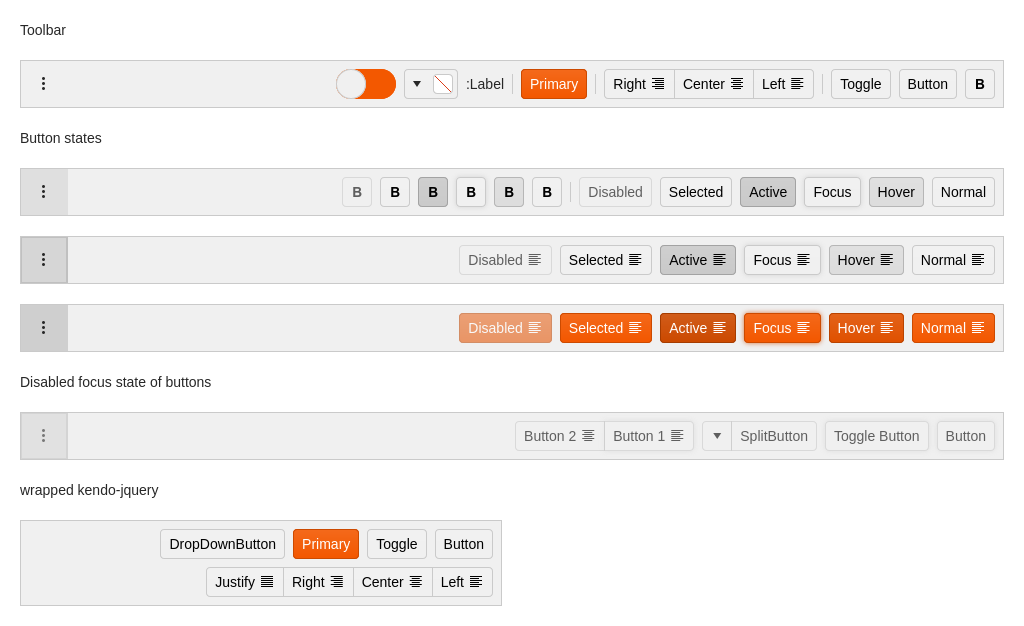 Toolbar
:Label Primary Right Center Left Toggle Button B
Button states
B B B B B B Disabled Selected Active Focus Hover Normal
Disabled Selected Active Focus Hover Normal
Disabled Selected Active Focus Hover Normal
Disabled focus state of buttons
Button 2 Button 1 SplitButton Toggle Button Button
wrapped kendo-jquery
DropDownButton Primary Toggle Button
Justify Right Center Left